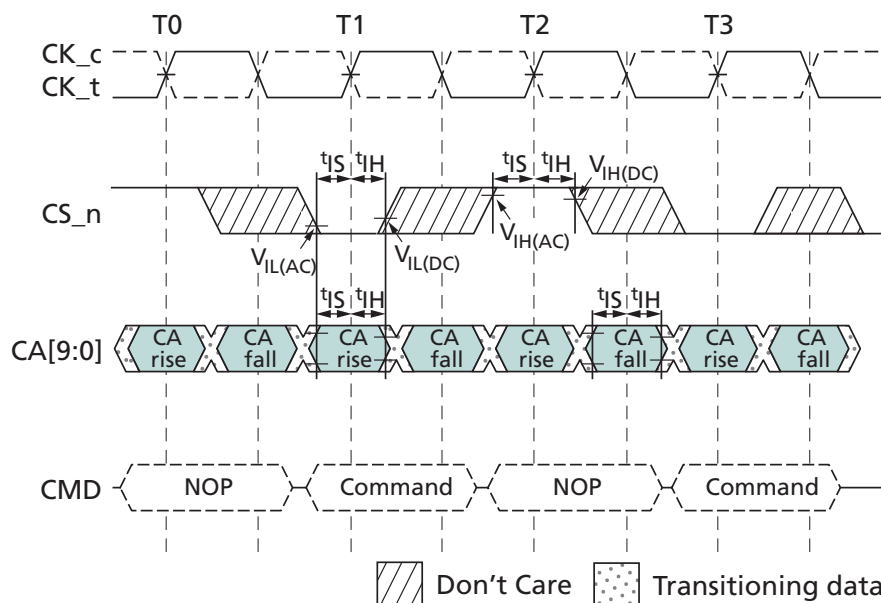 T0 T1 T2 T3
CK_c
CK_t
tIS tIH tIS tIH VIH(DC)
CS_n
VIL(AC) VIL(DC) VIH(AC)
tIS tIH tIS tIH
CA[9:0]
CA rise CA fall CA rise CA fall CA rise CA fall CA rise CA fall
CMD NOP Command NOP Command
Don't Care Transitioning data